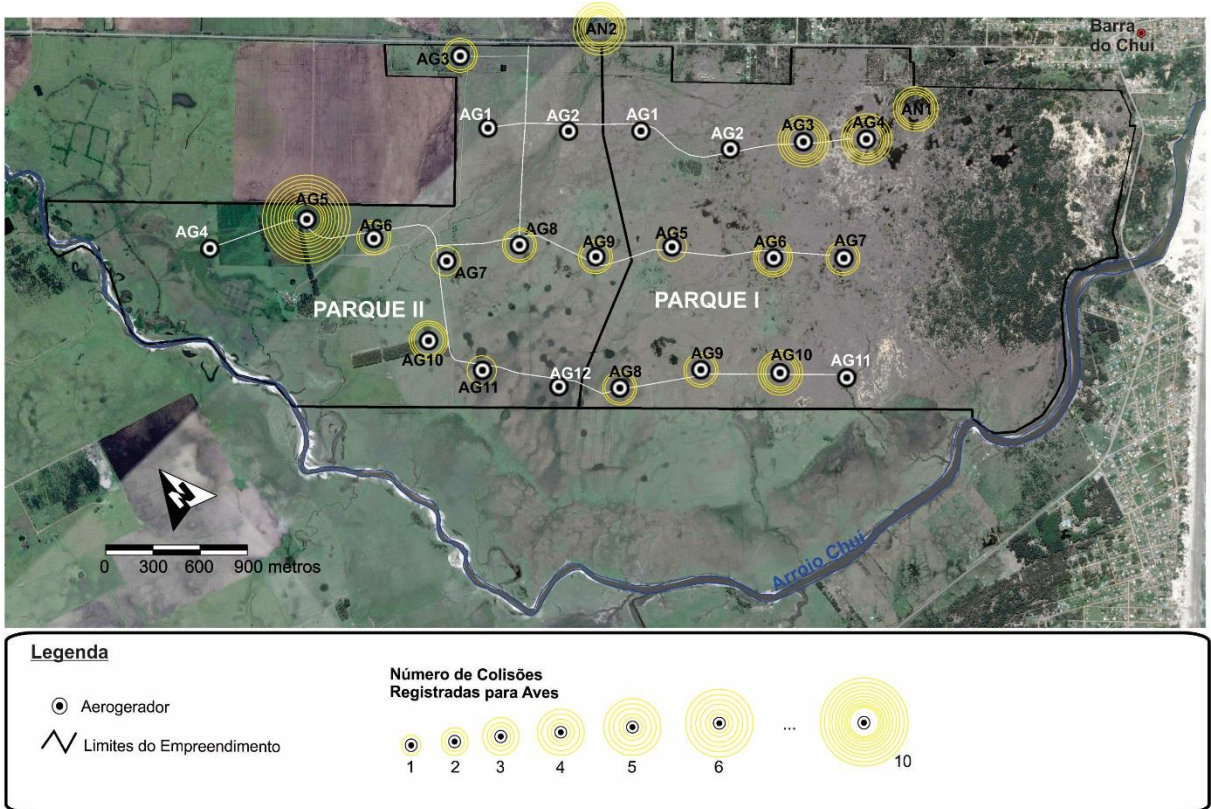 AN2
Barra
do Chuí
AG3
AN1
AG1
AG2
AG1
AG2
AG3
AG4
AG5
AG4
AG6
AG8
AG9
AG5
AG6
AG7
AG7
PARQUE II
PARQUE I
AG10
AG11
AG12
AG8
AG9
AG10
AG11
N
0 300 600 900 metros
Arroio Chuí
Legenda
Aerogerador
Limites do Empreendimento
Número de Colisões
Registradas para Aves
1 2 3 4 5 6 ... 10